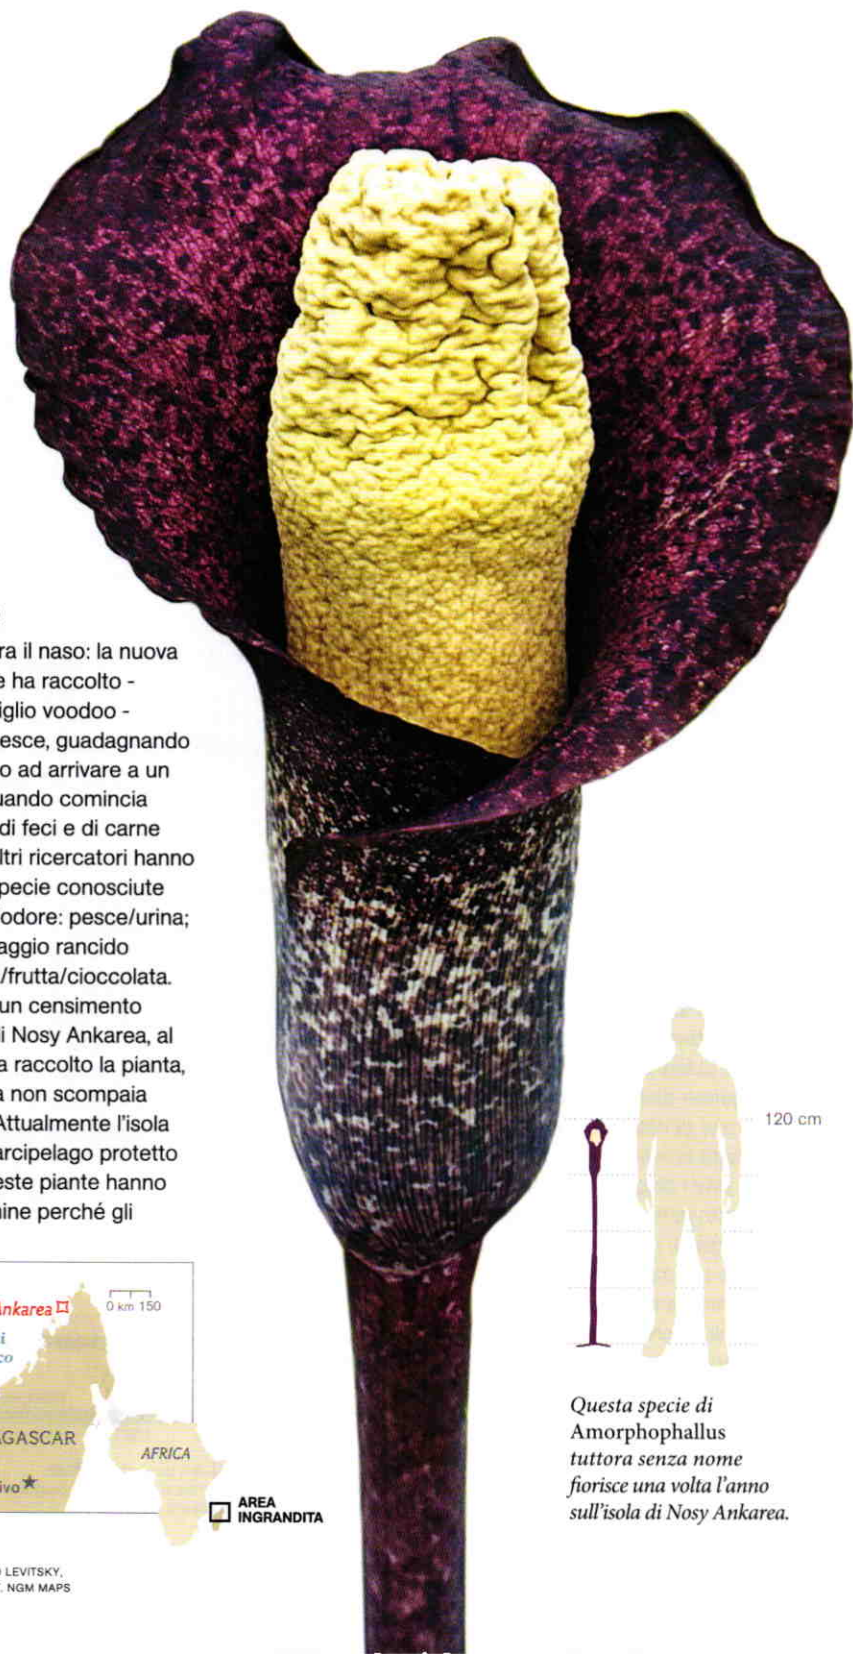 ra il naso: la nuova
e ha raccolto -
iglio voodoo -
esce, guadagnando
o ad arrivare a un
uando comincia
di feci e di carne
ltri ricercatori hanno
pecie conosciute
odore: pesce/urina;
aggio rancido
/frutta/cioccolata.
un censimento
i Nosy Ankarea, al
a raccolto la pianta,
a non scompaia
Attualmente l'isola
arcipelago protetto
este piante hanno
nine perché gli
120 cm
nkarea
0 km 150
i
co
GASCAR
AFRICA
ivo
AREA
INGRANDITA
Questa specie di
Amorphophallus
tuttora senza nome
fiorisce una volta l'anno
sull'isola di Nosy Ankarea.
LEVITSKY,
. NGM MAPS